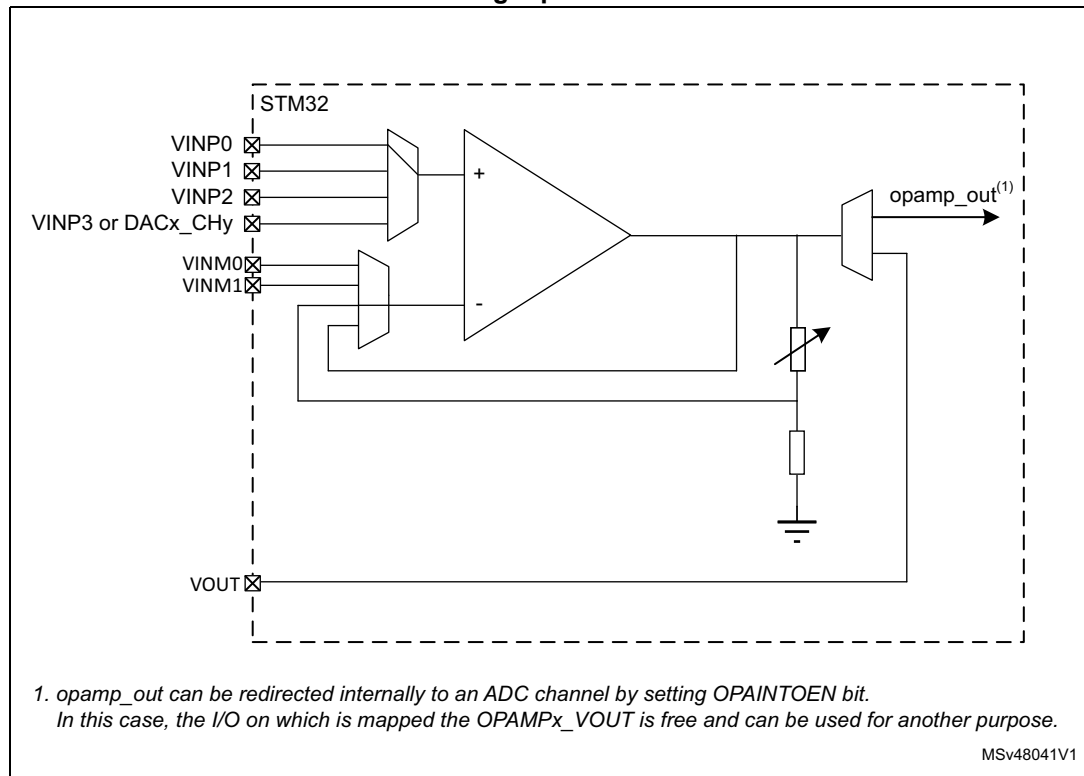 STM32
VINP0
VINP1
VINP2
VINP3 or DACx_CHy
VINM0
VINM1
+
-
opamp_out(1)
VOUT
1. opamp_out can be redirected internally to an ADC channel by setting OPAINTOEN bit.
In this case, the I/O on which is mapped the OPAMPx_VOUT is free and can be used for another purpose.
MSv48041V1